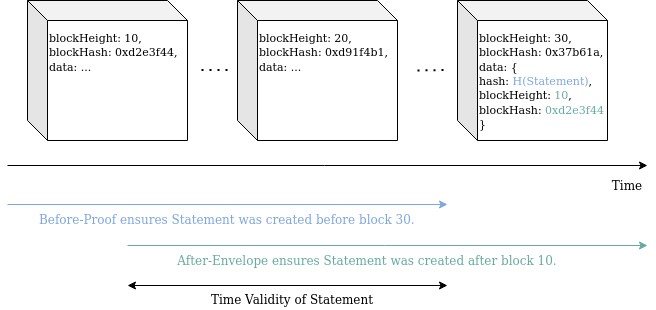 blockHeight: 10,
blockHash: 0xd2e3f44,
data: ...
....
blockHeight: 20,
blockHash: 0xd91f4b1,
data: ...
....
blockHeight: 30,
blockHash: 0x37b61a,
data: {
hash: H(Statement),
blockHeight: 10,
blockHash: 0xd2e3f44
}
Time
Before-Proof ensures Statement was created before block 30.
After-Envelope ensures Statement was created after block 10.
Time Validity of Statement